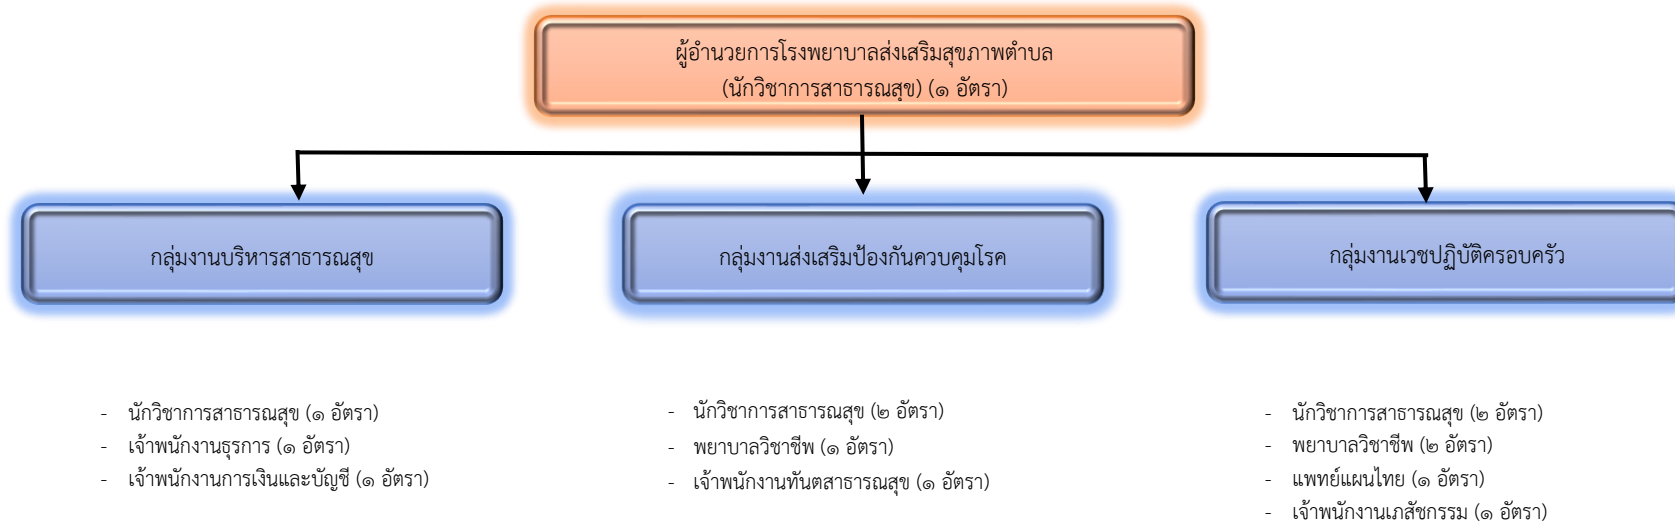 ผู้อำนวยการโรงพยาบาลส่งเสริมสุขภาพตำบล
(นักวิชาการสาธารณสุข) (๑ อัตรา)
กลุ่มงานบริหารสาธารณสุข
กลุ่มงานส่งเสริมป้องกันควบคุมโรค
กลุ่มงานเวชปฏิบัติครอบครัว
- นักวิชาการสาธารณสุข (๑ อัตรา)
- เจ้าพนักงานธุรการ (๑ อัตรา)
- เจ้าพนักงานการเงินและบัญชี (๑ อัตรา)
- นักวิชาการสาธารณสุข (๒ อัตรา)
- พยาบาลวิชาชีพ (๑ อัตรา)
- เจ้าพนักงานทันตสาธารณสุข (๑ อัตรา)
- นักวิชาการสาธารณสุข (๒ อัตรา)
- พยาบาลวิชาชีพ (๒ อัตรา)
- แพทย์แผนไทย (๑ อัตรา)
- เจ้าพนักงานเภสัชกรรม (๑ อัตรา)